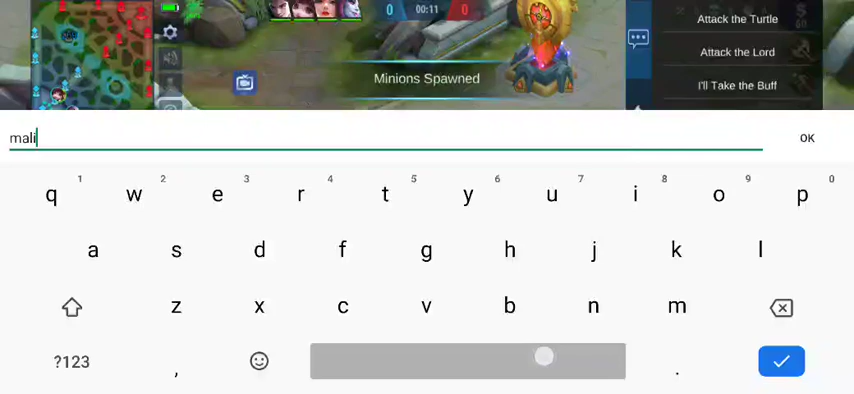 0 00:11 0
Attack the Turtle
Attack the Lord
I'll Take the Buff
Minions Spawned
mali
OK
1 2 3 4 5 6 7 8 9 0
q w e r t y u i o p
a s d f g h j k l
z x c v b n m
?123 , .